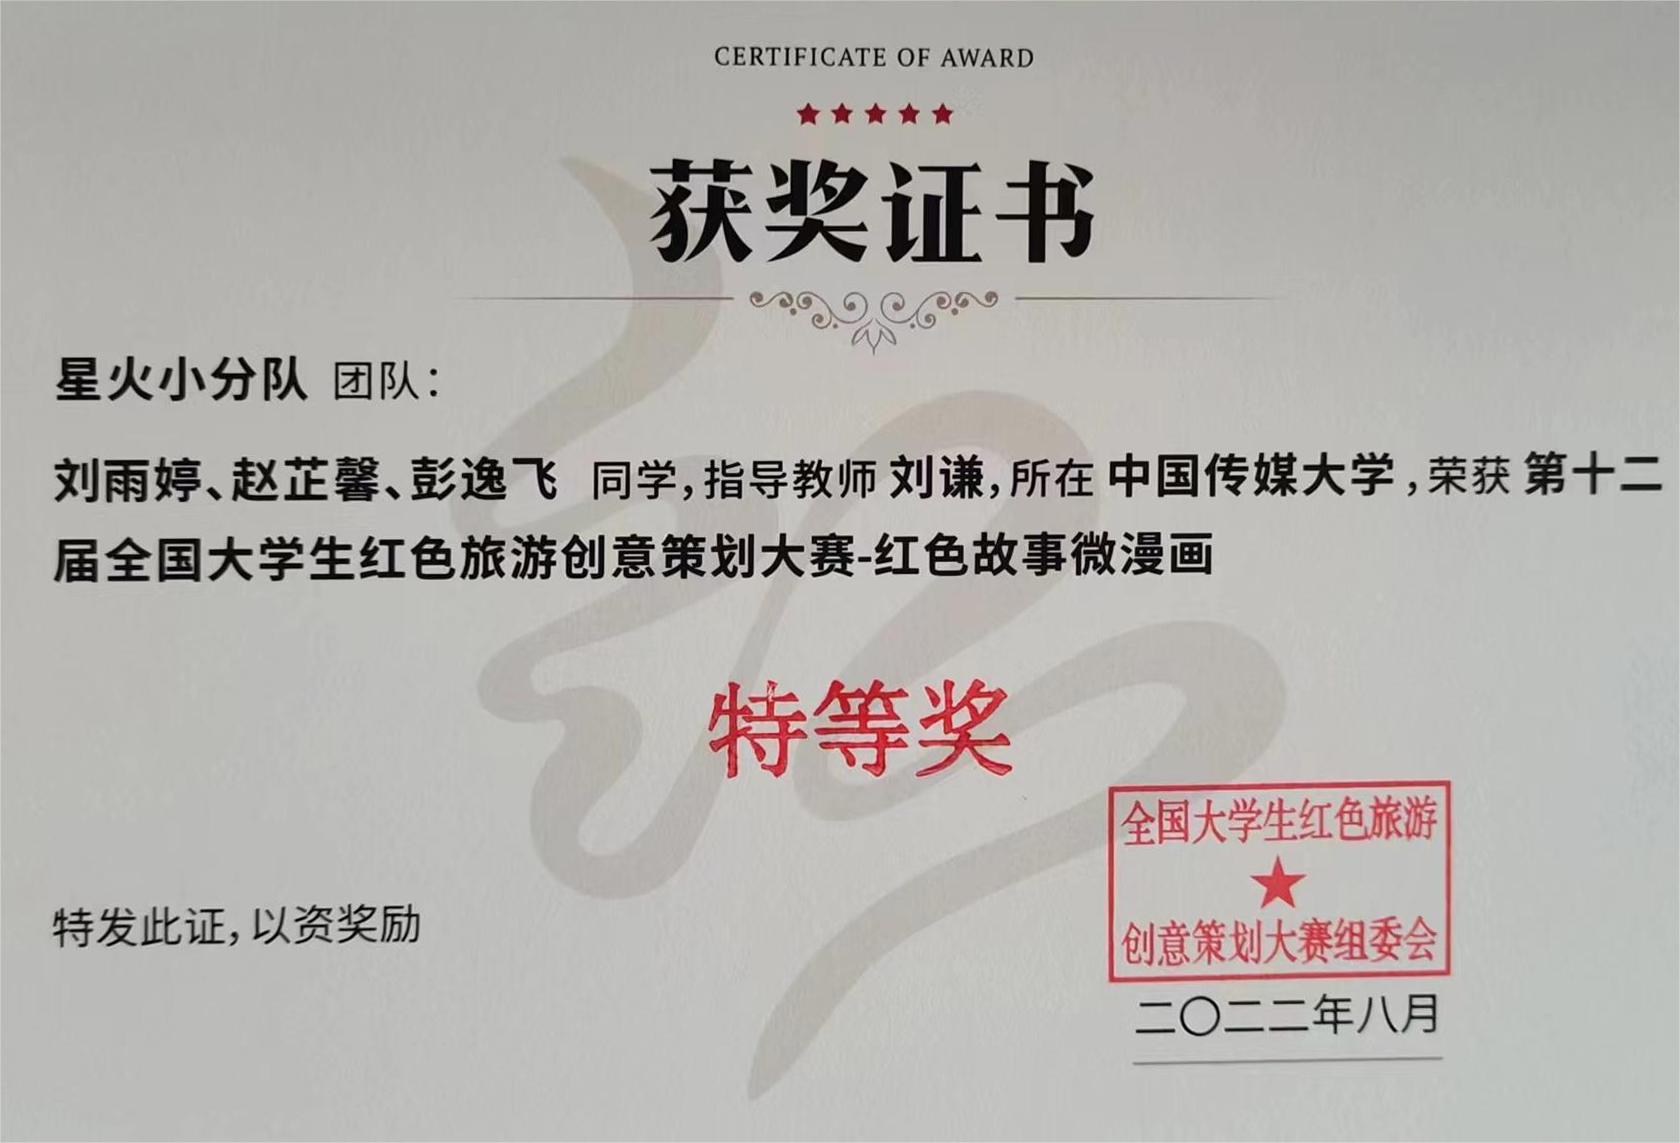 CERTIFICATE OF AWARD
获奖证书
星火小分队 团队：
刘雨婷、赵芷馨、彭逸飞 同学，指导教师 刘谦，所在 中国传媒大学，荣获 第十二
届全国大学生红色旅游创意策划大赛-红色故事微漫画
特等奖
全国大学生红色旅游
创意策划大赛组委会
特发此证，以资奖励
二〇二二年八月